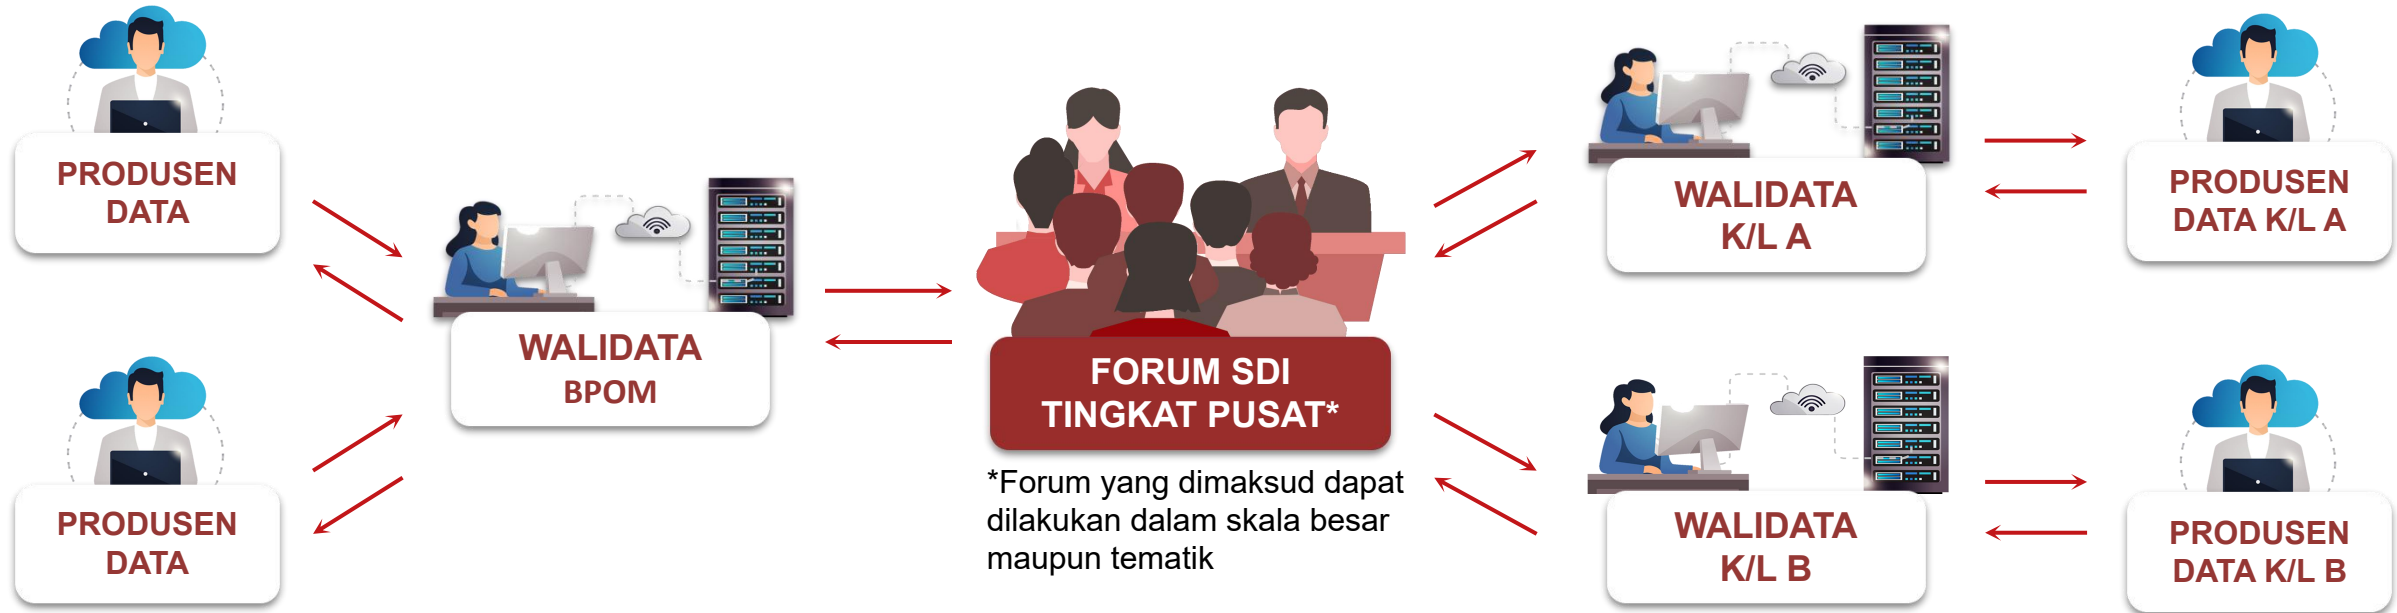 PRODUSEN
DATA
PRODUSEN
DATA
WALIDATA
BPOM
FORUM SDI
TINGKAT PUSAT*
*Forum yang dimaksud dapat
dilakukan dalam skala besar
maupun tematik
WALIDATA
K/L A
PRODUSEN
DATA K/L A
WALIDATA
K/L B
PRODUSEN
DATA K/L B